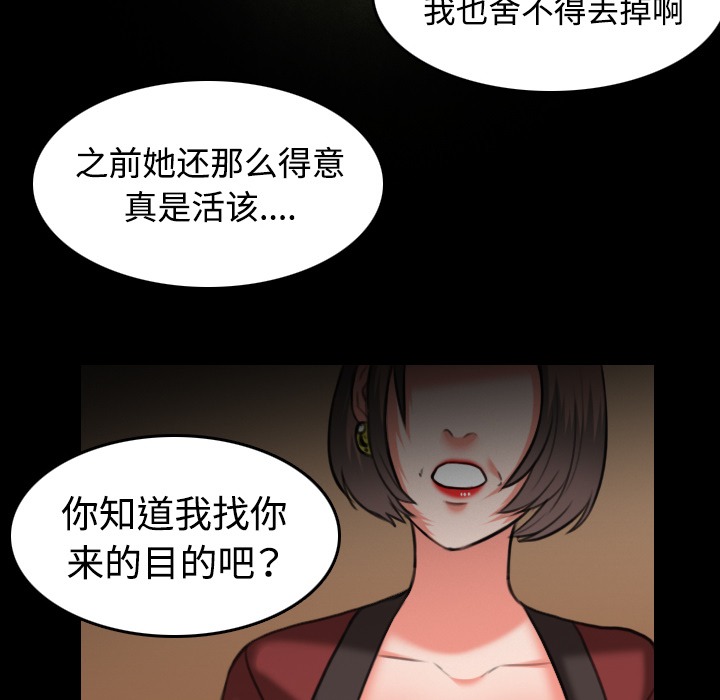 我也舍不得去掉啊
之前她还那么得意
真是活该....
你知道我找你
来的目的吧？